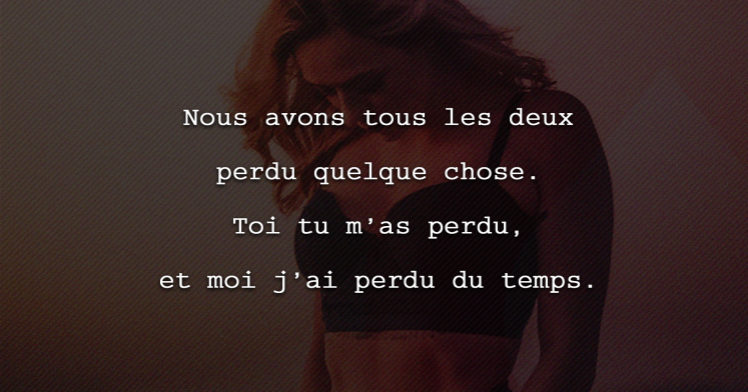 Nous avons tous les deux
perdu quelque chose.
Toi tu m’as perdu,
et moi j’ai perdu du temps.